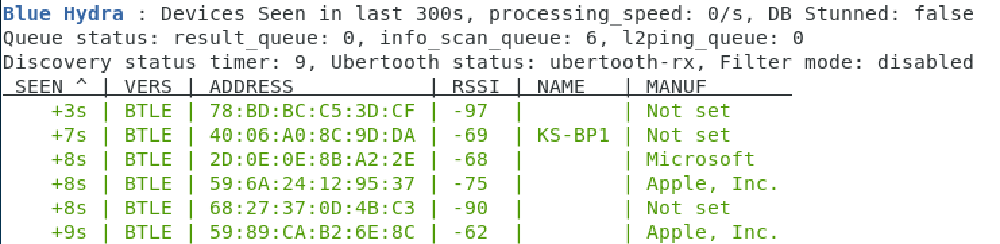 Blue Hydra : Devices Seen in last 300s, processing_speed: 0/s, DB Stunned: false
Queue status: result_queue: 0, info_scan_queue: 6, l2ping_queue: 0
Discovery status timer: 9, Ubertooth status: ubertooth-rx, Filter mode: disabled
SEEN ^ | VERS | ADDRESS | RSSI | NAME | MANUF
+3s | BTLE | 78:BD:BC:C5:3D:CF | -97 | | Not set
+7s | BTLE | 40:06:A0:8C:9D:DA | -69 | KS-BP1 | Not set
+8s | BTLE | 2D:0E:0E:8B:A2:2E | -68 | | Microsoft
+8s | BTLE | 59:6A:24:12:95:37 | -75 | | Apple, Inc.
+8s | BTLE | 68:27:37:0D:4B:C3 | -90 | | Not set
+9s | BTLE | 59:89:CA:B2:6E:8C | -62 | | Apple, Inc.